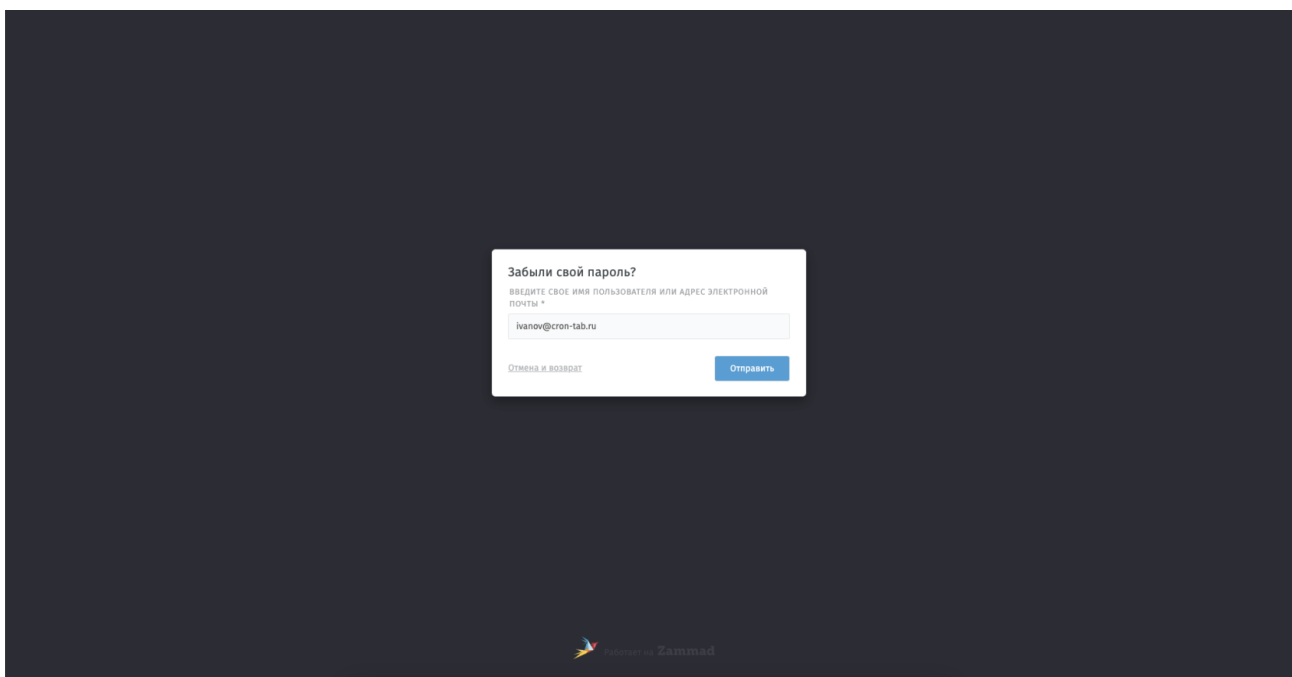 Забыли свой пароль?
ВВЕДИТЕ СВОЕ ИМЯ ПОЛЬЗОВАТЕЛЯ ИЛИ АДРЕС ЭЛЕКТРОННОЙ
ПОЧТЫ *
ivanov@cron-tab.ru
Отмена и возврат Отправить
Работает на Zammad